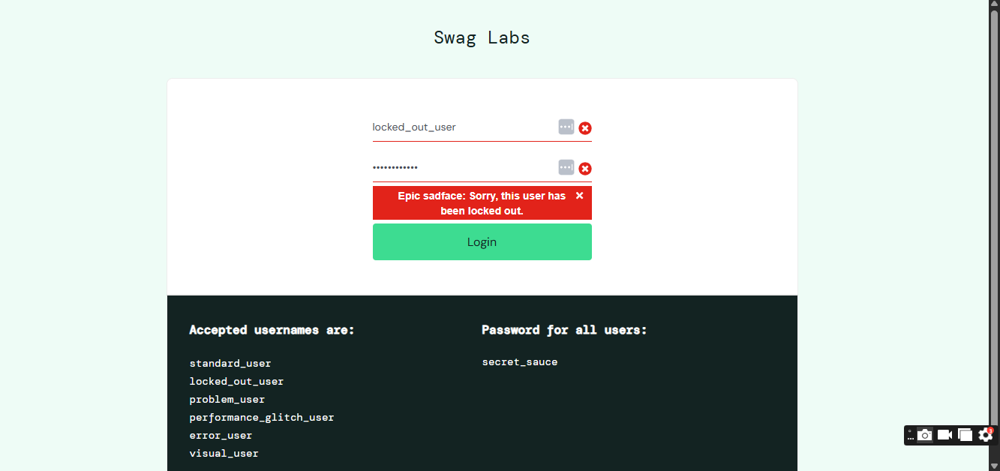 Swag Labs
locked_out_user
••••••••••••
Epic sadface: Sorry, this user has
been locked out.
Login
Accepted usernames are:
standard_user
locked_out_user
problem_user
performance_glitch_user
error_user
visual_user
Password for all users:
secret_sauce
3